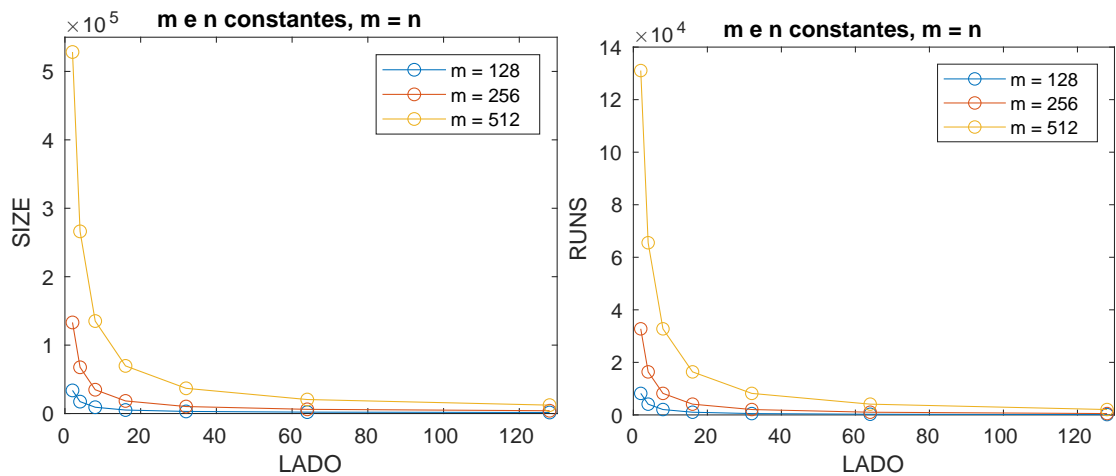 m e n constantes, m = n
×10^5
5
4
3
2
1
0
SIZE
0 20 40 60 80 100 120
LADO
m = 128
m = 256
m = 512
m e n constantes, m = n
×10^4
14
12
10
8
6
4
2
0
RUNS
0 20 40 60 80 100 120
LADO
m = 128
m = 256
m = 512